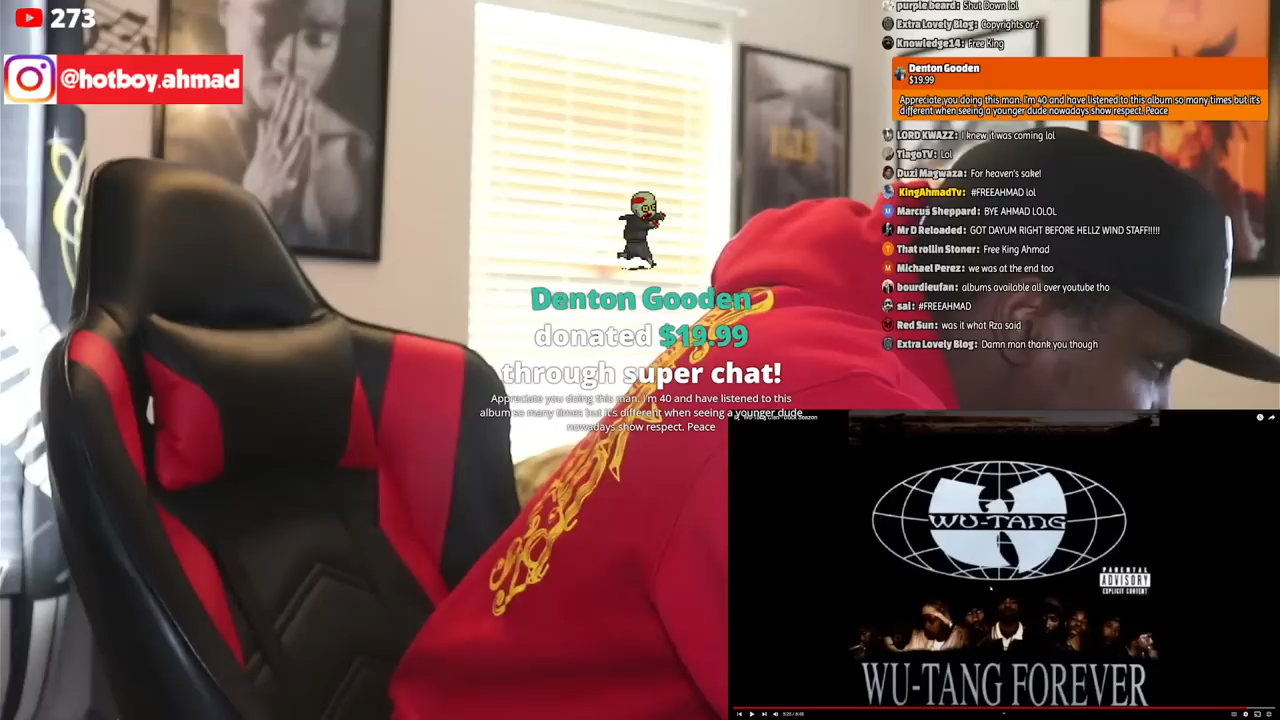 273
@hotboy.ahmad
purple beard: Shut Down lol
Extra Lovely Blog: Copyrights or ?
Knowledge14: Free King
Denton Gooden
$19.99
Appreciate you doing this man. I'm 40 and have listened to this album so many times but it's
different when seeing a younger dude nowadays show respect. Peace
LORD KWAZZ: I knew it was coming lol
TiagoTV: Lol
Duzi Magwaza: For heaven's sake!
KingAhmadTv: #FREEAHMAD lol
Marcus Sheppard: BYE AHMAD LOLOL
Mr D Reloaded: GOT DAYUM RIGHT BEFORE HELLZ WIND STAFF!!!!!
That rollin Stoner: Free King Ahmad
Michael Perez: we was at the end too
bourdieufan: albums available all over youtube tho
sai: #FREEAHMAD
Red Sun: was it what Rza said
Extra Lovely Blog: Damn man thank you though
Denton Gooden
donated $19.99
through super chat!
Appreciate you doing this man. I'm 40 and have listened to this
album so many times but it's different when seeing a younger dude
nowadays show respect. Peace
WU-TANG
PARENTAL
ADVISORY
EXPLICIT CONTENT
WU-TANG FOREVER